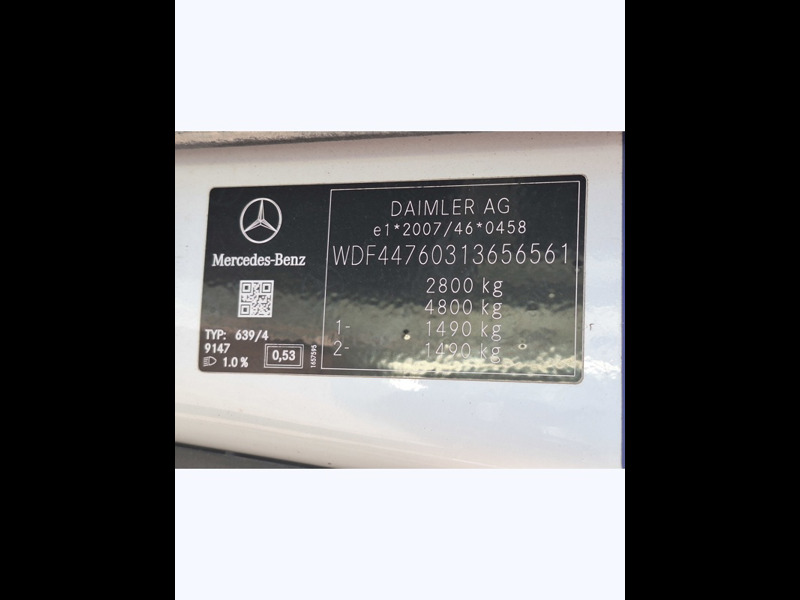 Mercedes-Benz
TYP: 639/4
9147
1.0 %
0,53
1657595
DAIMLER AG
e1*2007/46*0458
WDF44760313656561
2800 kg
4800 kg
1- 1490 kg
2- 1490 kg